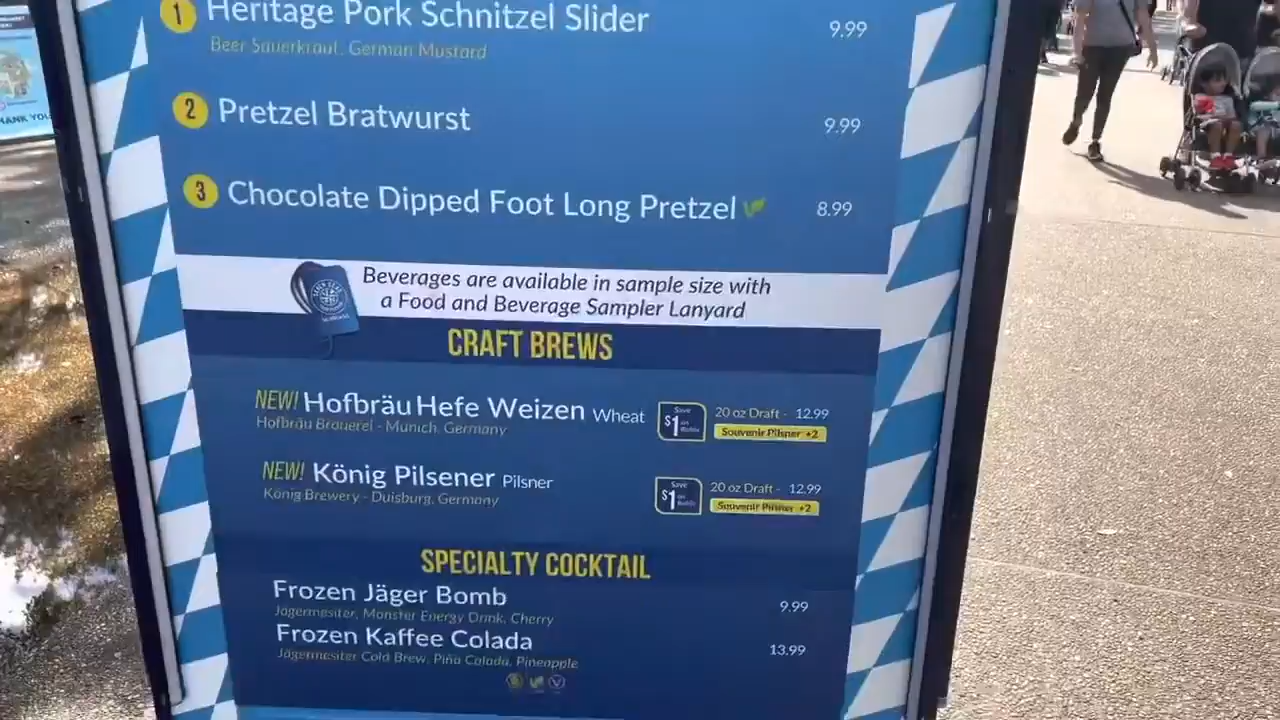 HANK YOU
1 Heritage Pork Schnitzel Slider 9.99
Beer Sauerkraut, German Mustard
2 Pretzel Bratwurst 9.99
3 Chocolate Dipped Foot Long Pretzel 8.99
Beverages are available in sample size with
a Food and Beverage Sampler Lanyard
CRAFT BREWS
NEW! Hofbräu Hefe Weizen Wheat Save $1 on Refills 20 oz Draft - 12.99
Hofbräu Brauerei - Munich, Germany Souvenir Pilsner +2
NEW! König Pilsener Pilsner Save $1 on Refills 20 oz Draft - 12.99
König Brewery - Duisburg, Germany Souvenir Pilsner +2
SPECIALTY COCKTAIL
Frozen Jäger Bomb 9.99
Jägermesiter, Monster Energy Drink, Cherry
Frozen Kaffee Colada 13.99
Jägermesiter Cold Brew, Piña Colada, Pineapple